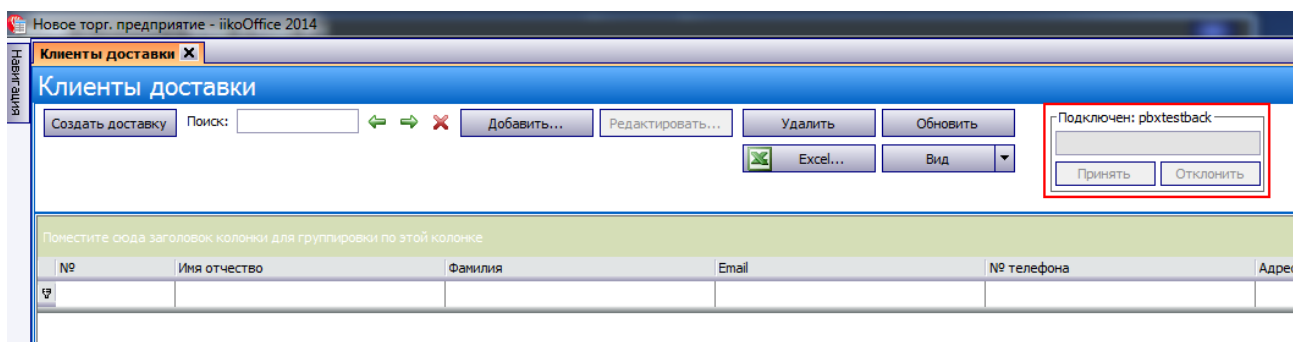 Новое торг. предприятие - iikoOffice 2014
Навигация
Клиенты доставки
Клиенты доставки
Создать доставку Поиск: Добавить... Редактировать... Удалить Обновить
Excel... Вид
Подключен: pbxtestback
Принять Отклонить
Поместите сюда заголовок колонки для группировки по этой колонке
№ Имя отчество Фамилия Email № телефона Адрес